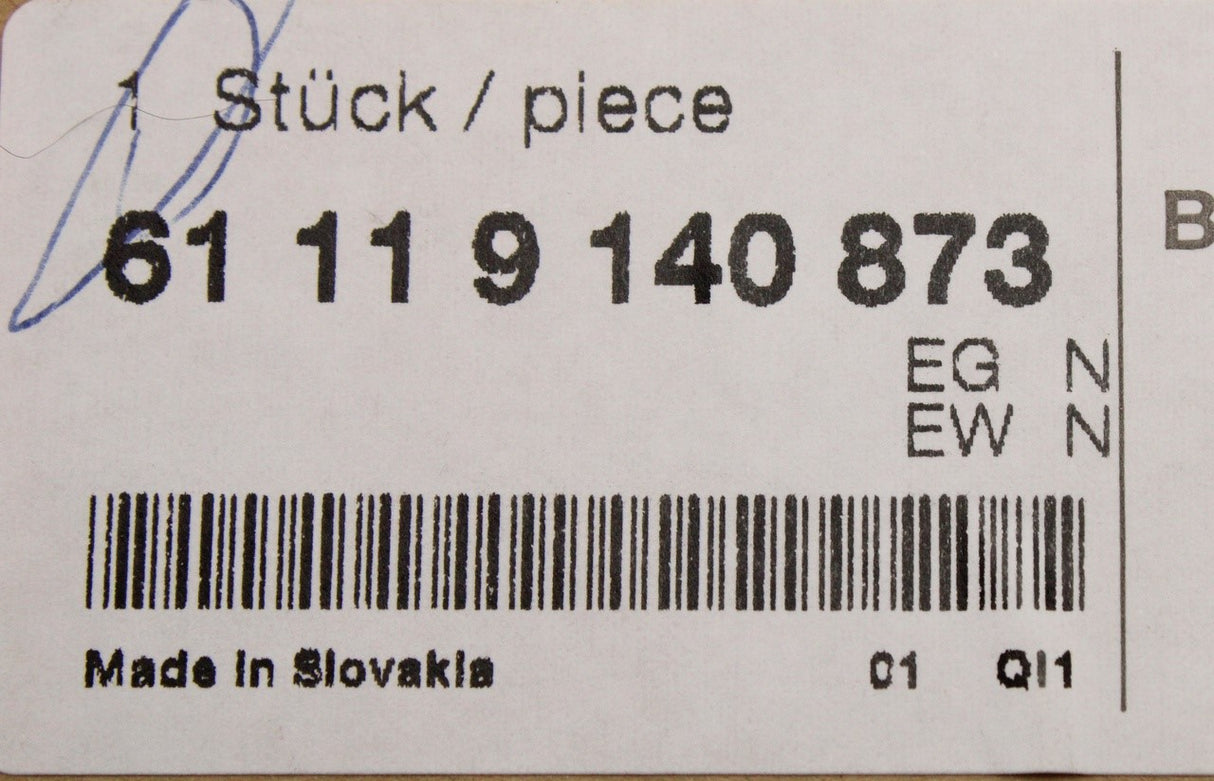 1 Stück / piece
61 11 9 140 873
EG N
EW N
Made in Slovakia 01 QI1
B